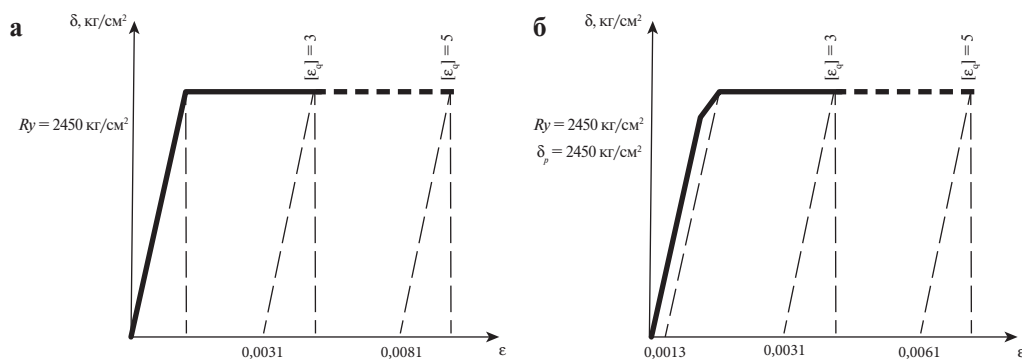 а
δ, кг/см²
[ε_q] = 3
[ε_q] = 5
Ry = 2450 кг/см²
0,0031
0,0081
ε
б
δ, кг/см²
[ε_q] = 3
[ε_q] = 5
Ry = 2450 кг/см²
δ_p = 2450 кг/см²
0,0013
0,0031
0,0061
ε